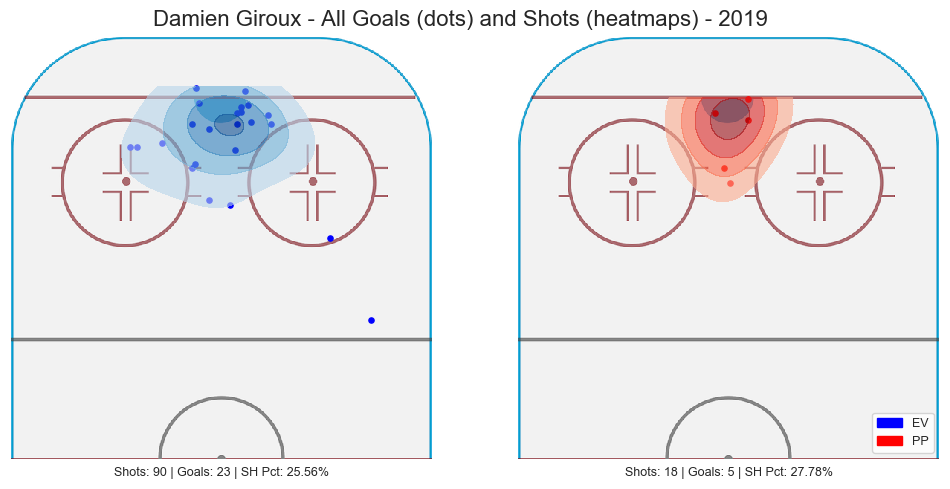 Damien Giroux - All Goals (dots) and Shots (heatmaps) - 2019
EV
PP
Shots: 90 | Goals: 23 | SH Pct: 25.56%
Shots: 18 | Goals: 5 | SH Pct: 27.78%